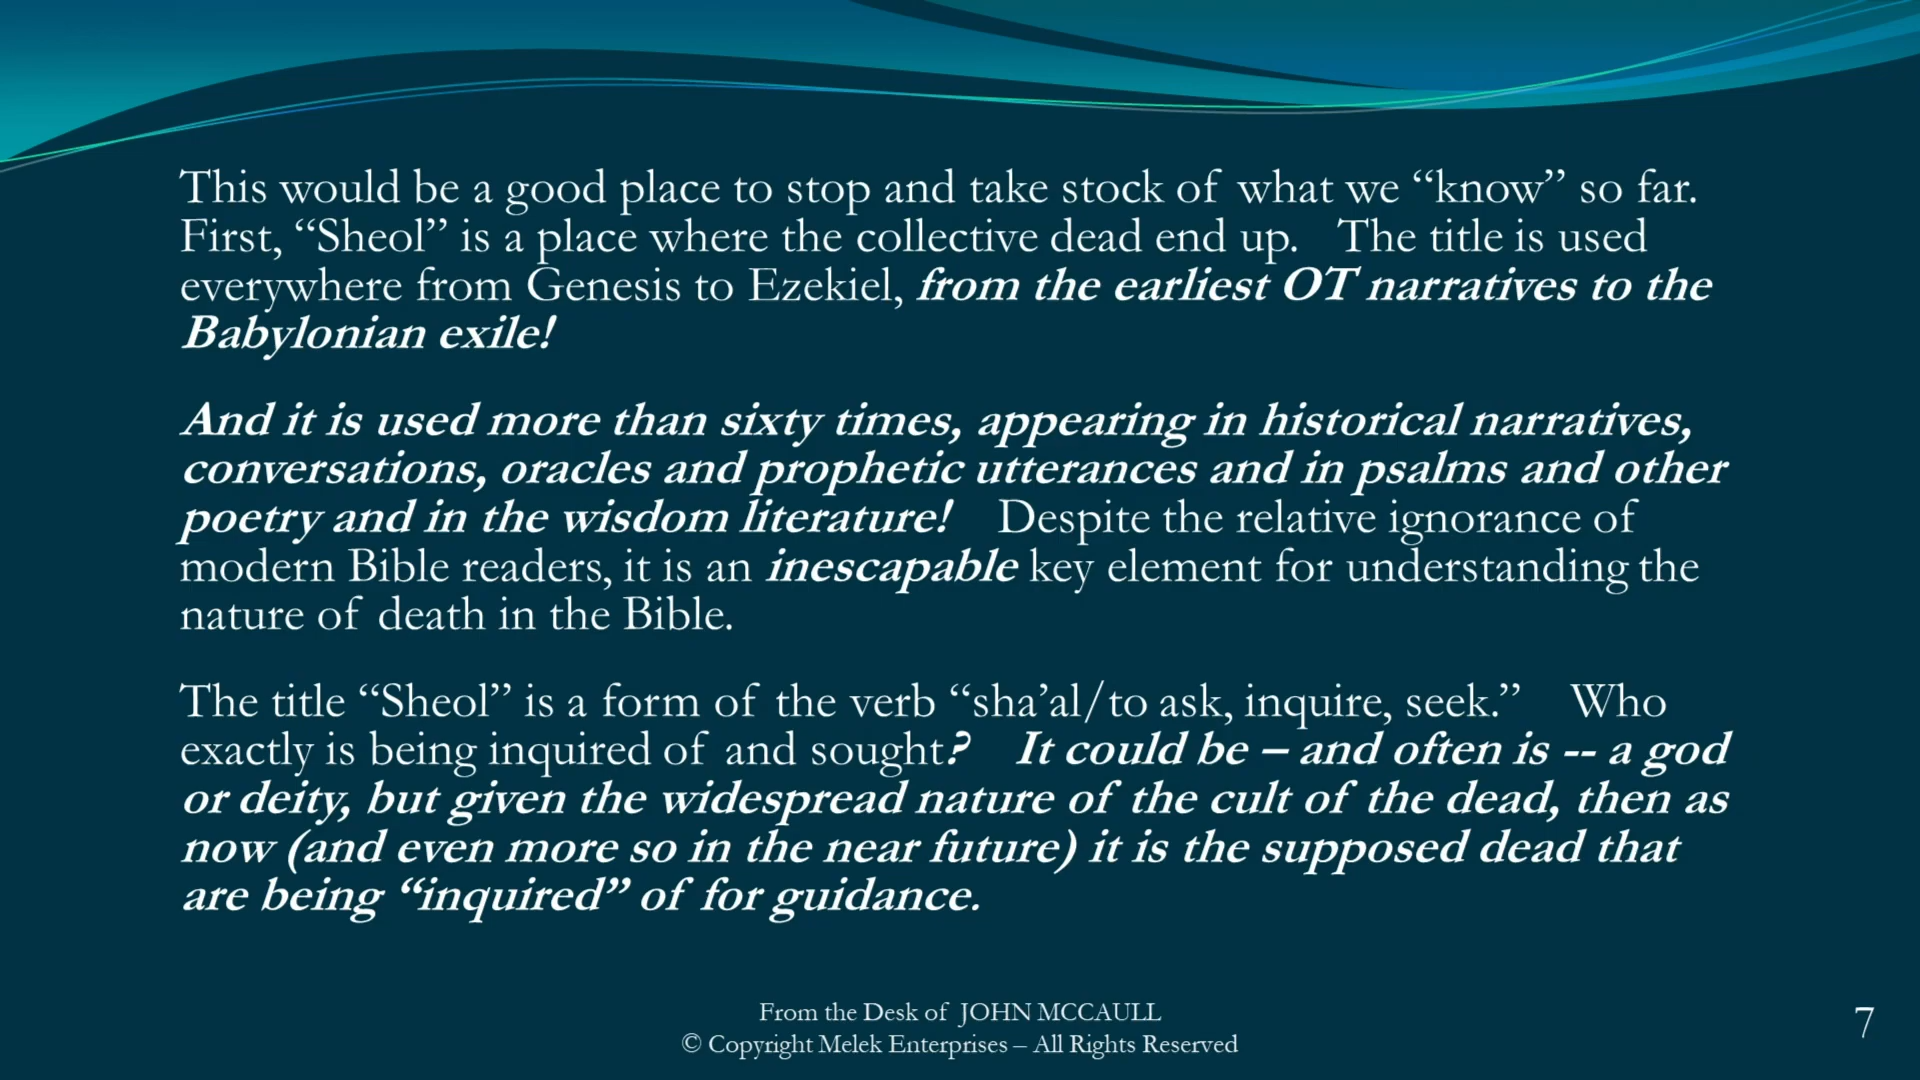 This would be a good place to stop and take stock of what we “know” so far.
First, “Sheol” is a place where the collective dead end up. The title is used
everywhere from Genesis to Ezekiel, from the earliest OT narratives to the
Babylonian exile!
And it is used more than sixty times, appearing in historical narratives,
conversations, oracles and prophetic utterances and in psalms and other
poetry and in the wisdom literature! Despite the relative ignorance of
modern Bible readers, it is an inescapable key element for understanding the
nature of death in the Bible.
The title “Sheol” is a form of the verb “sha’al/to ask, inquire, seek.” Who
exactly is being inquired of and sought? It could be – and often is -- a god
or deity, but given the widespread nature of the cult of the dead, then as
now (and even more so in the near future) it is the supposed dead that
are being “inquired” of for guidance.
From the Desk of JOHN MCCAULL
© Copyright Melek Enterprises – All Rights Reserved
7